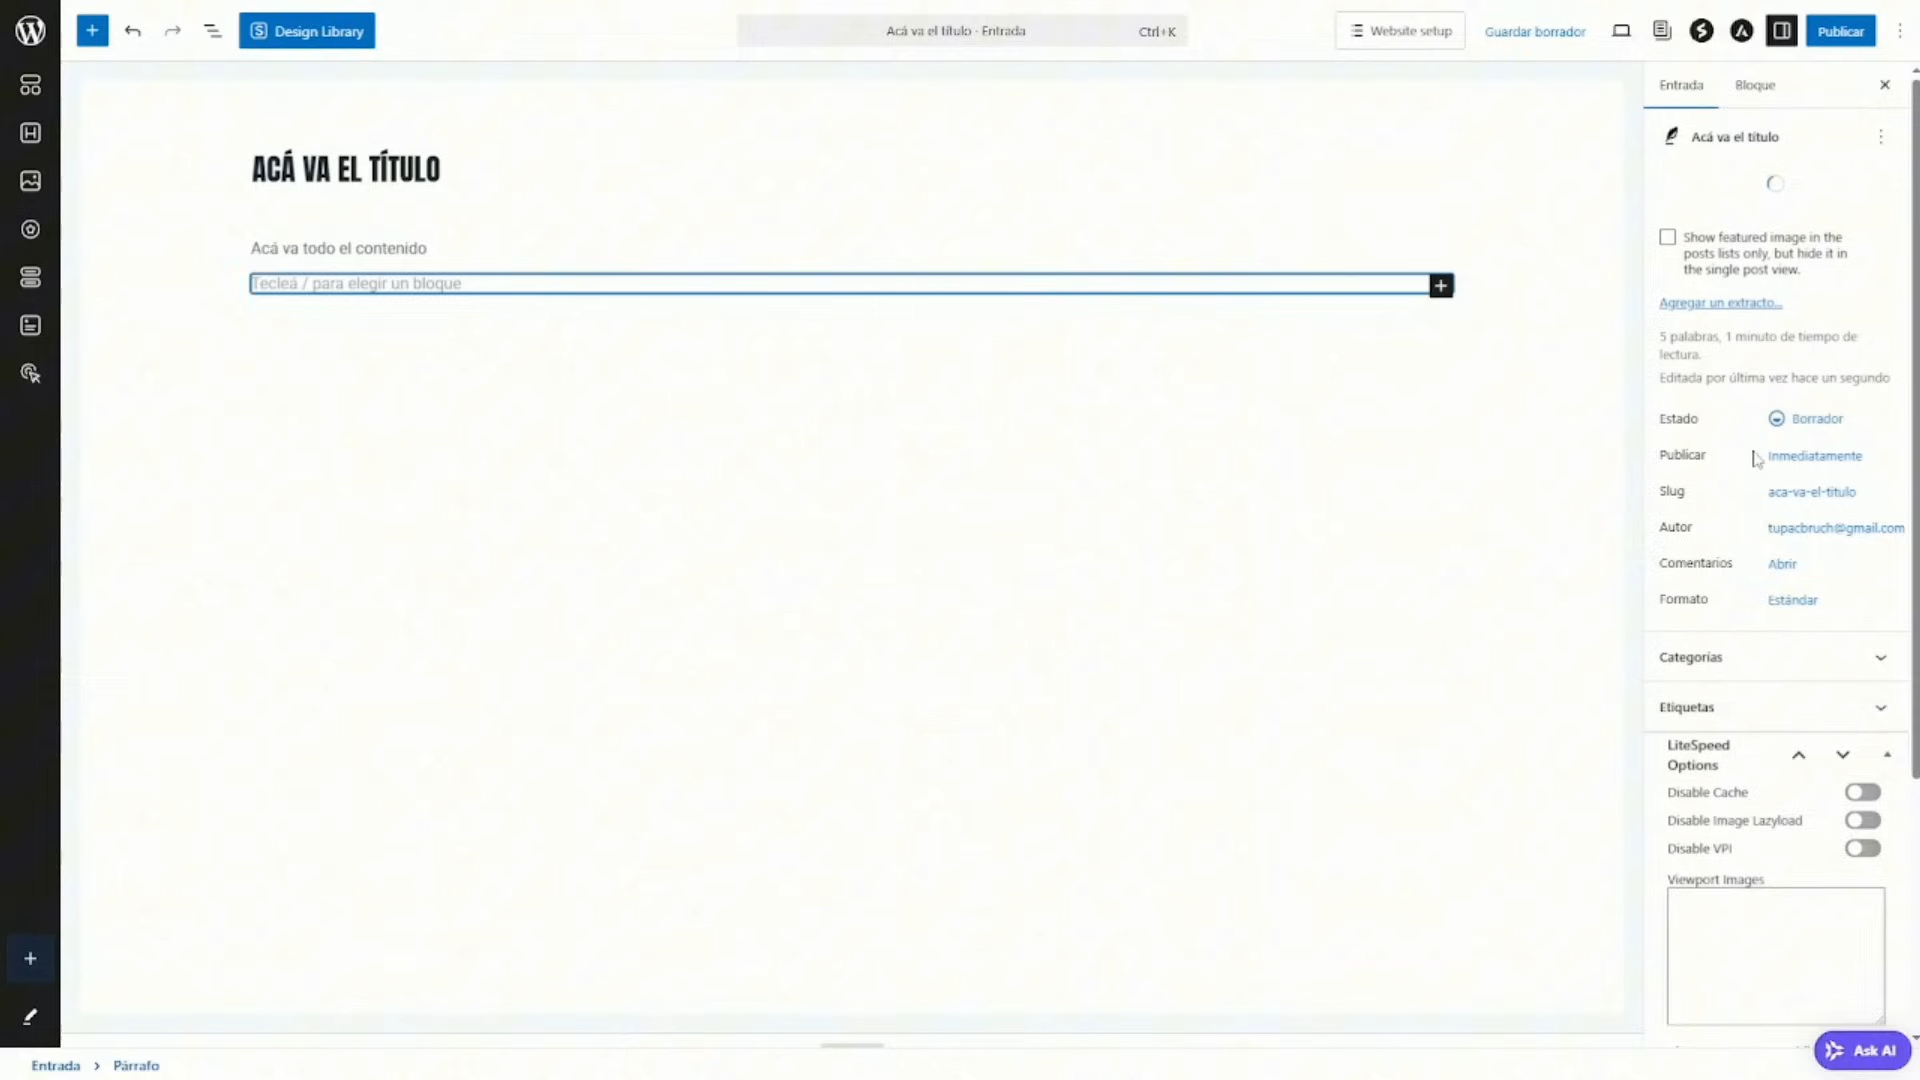 Design Library
Acá va el título · Entrada
Ctrl+K
Website setup
Guardar borrador
Publicar
Entrada
Bloque
ACÁ VA EL TÍTULO
Acá va el título
Acá va todo el contenido
Tecleá / para elegir un bloque
Show featured image in the
posts lists only, but hide it in
the single post view.
Agregar un extracto...
5 palabras, 1 minuto de tiempo de
lectura.
Editada por última vez hace un segundo
Estado
Borrador
Publicar
Inmediatamente
Slug
aca-va-el-titulo
Autor
tupacbruch@gmail.com
Comentarios
Abrir
Formato
Estándar
Categorías
Etiquetas
LiteSpeed
Options
Disable Cache
Disable Image Lazyload
Disable VPI
Viewport Images
Ask AI
Entrada > Párrafo